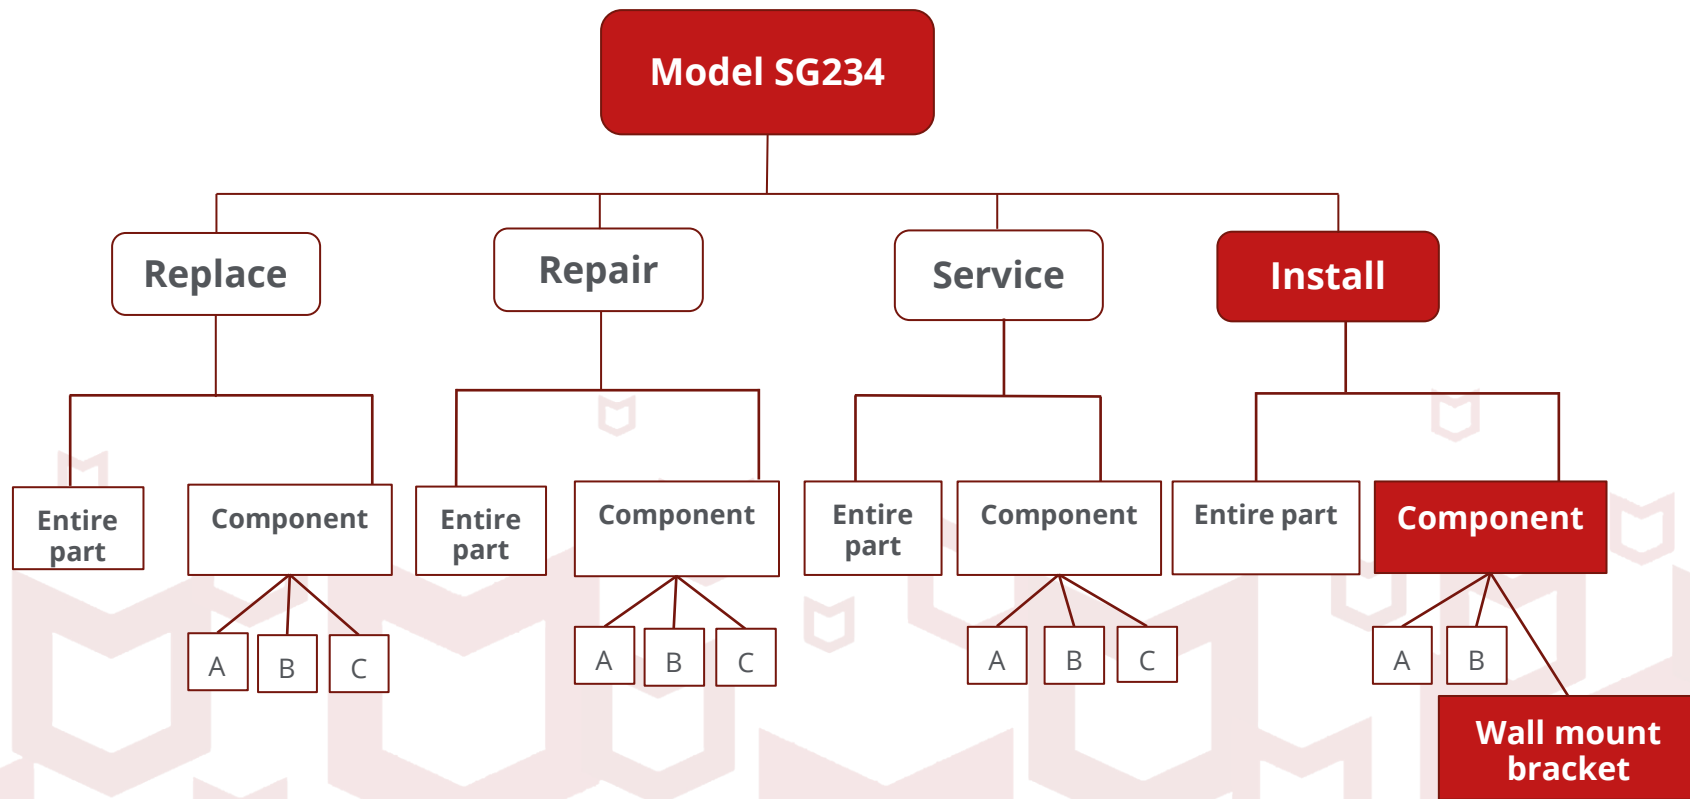 Model SG234
Replace
Repair
Service
Install
Entire
part
Component
Entire
part
Component
Entire
part
Component
Entire part
Component
A
B
C
A
B
C
A
B
C
A
B
Wall mount
bracket